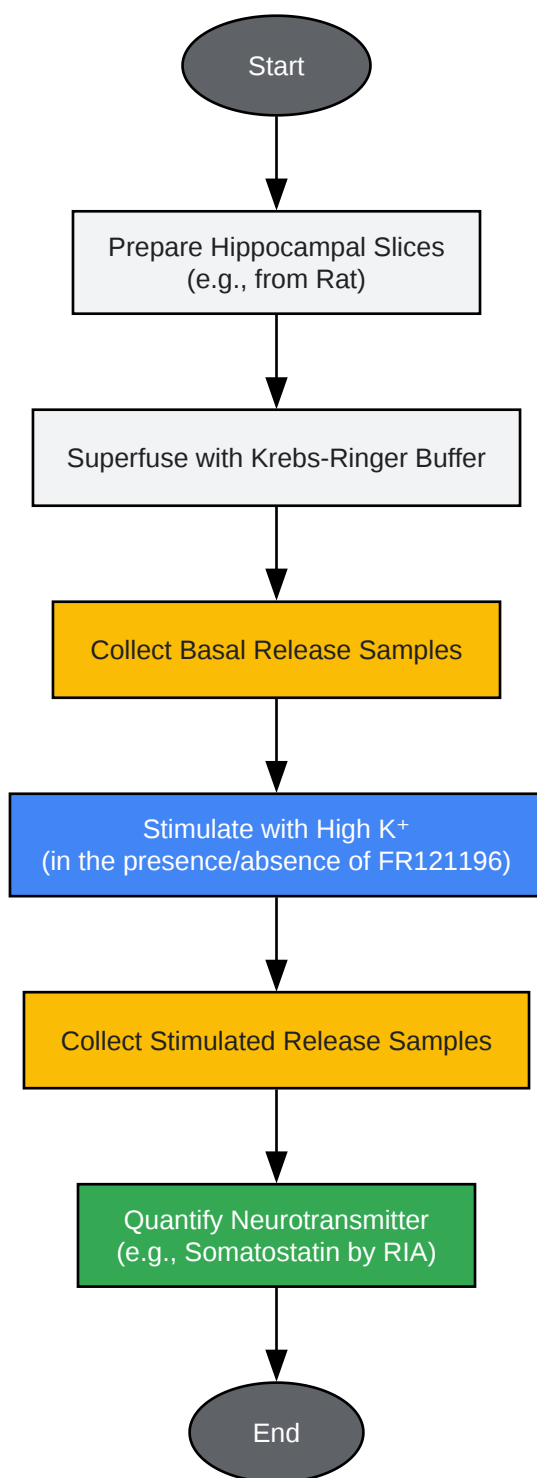 Start
Prepare Hippocampal Slices
(e.g., from Rat)
Superfuse with Krebs-Ringer Buffer
Collect Basal Release Samples
Stimulate with High K⁺
(in the presence/absence of FR121196)
Collect Stimulated Release Samples
Quantify Neurotransmitter
(e.g., Somatostatin by RIA)
End